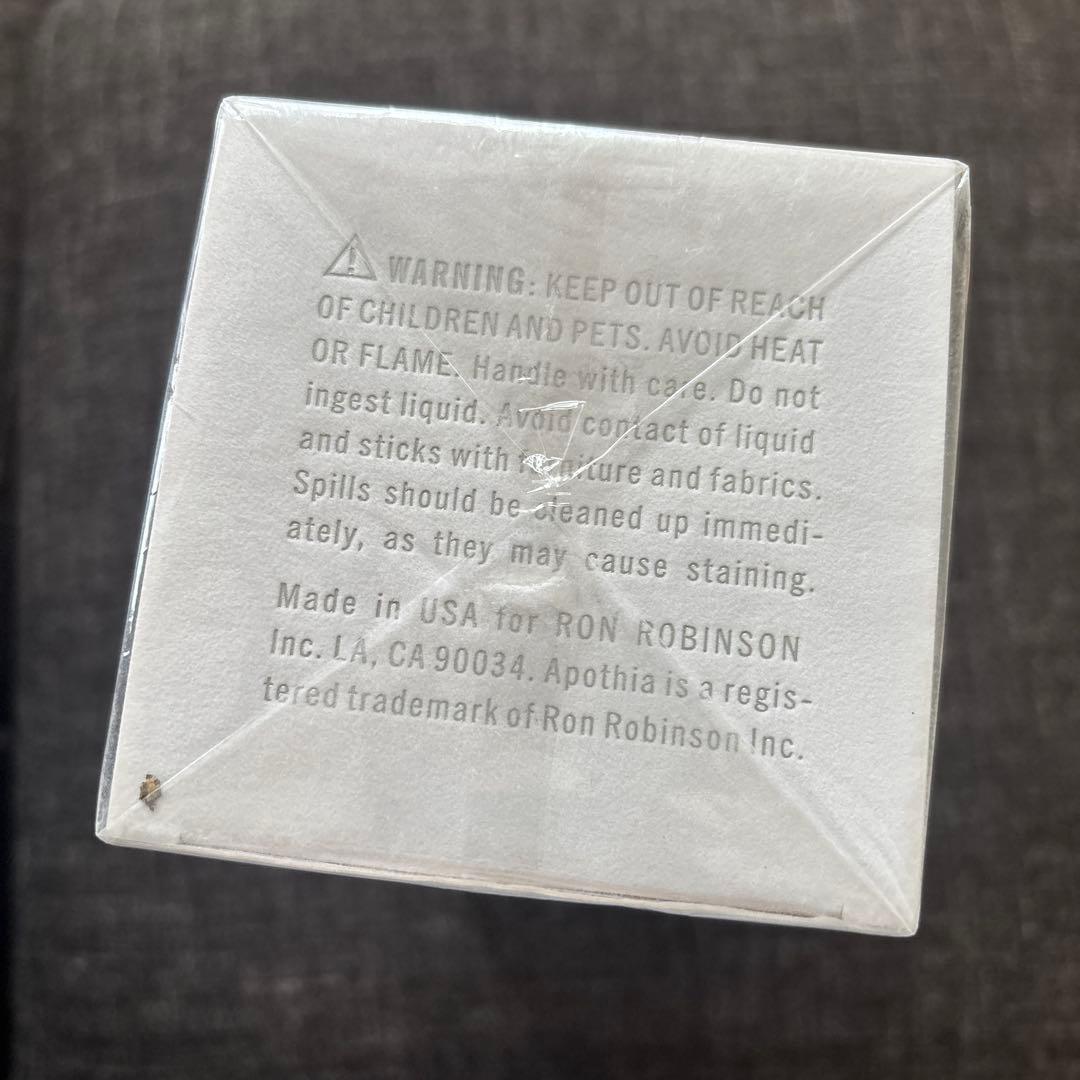 WARNING: KEEP OUT OF REACH
OF CHILDREN AND PETS. AVOID HEAT
OR FLAME. Handle with care. Do not
ingest liquid. Avoid contact of liquid
and sticks with furniture and fabrics.
Spills should be cleaned up immedi-
ately, as they may cause staining.
Made in USA for RON ROBINSON
Inc. LA, CA 90034. Apothia is a regis-
tered trademark of Ron Robinson Inc.